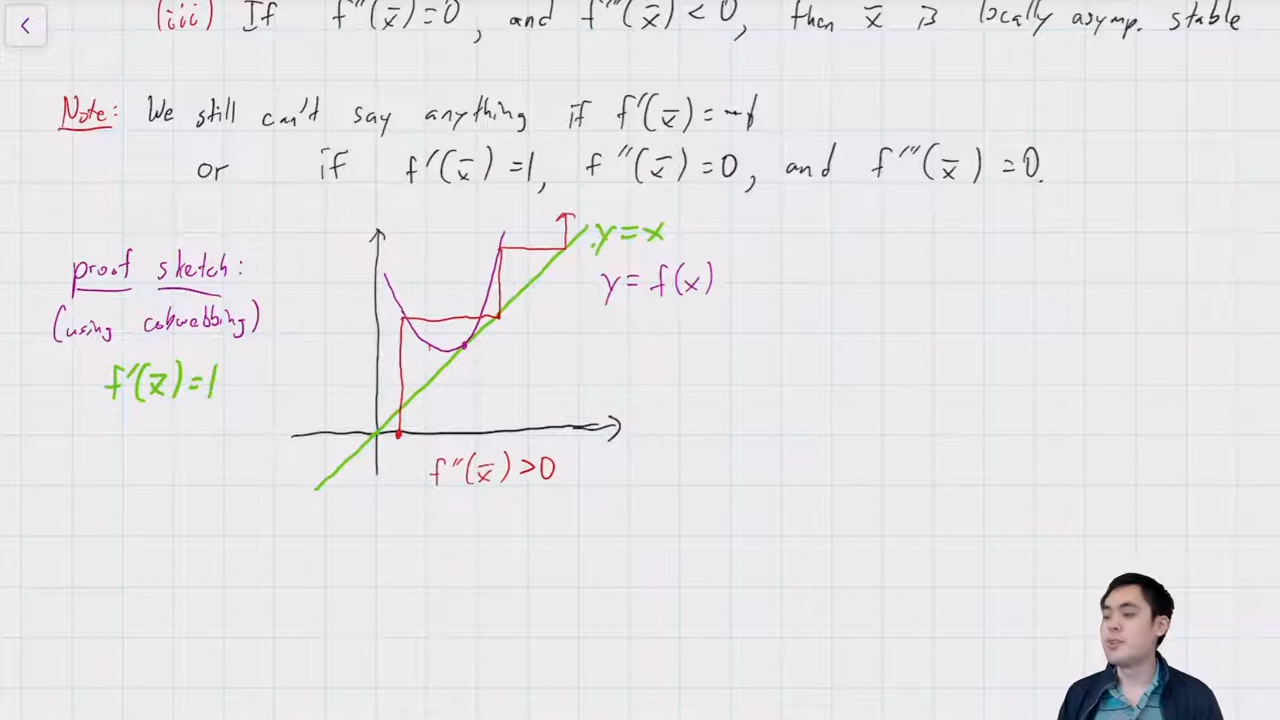 (iii) If f''(x̄)=0, and f'''(x̄)<0, then x̄ is locally asymp. stable
Note: We still can't say anything if f'(x̄)=-1
or if f'(x̄)=1, f''(x̄)=0, and f'''(x̄)=0.
y=x
proof sketch:
y=f(x)
(using cobwebbing)
f'(x̄)=1
f''(x̄)>0